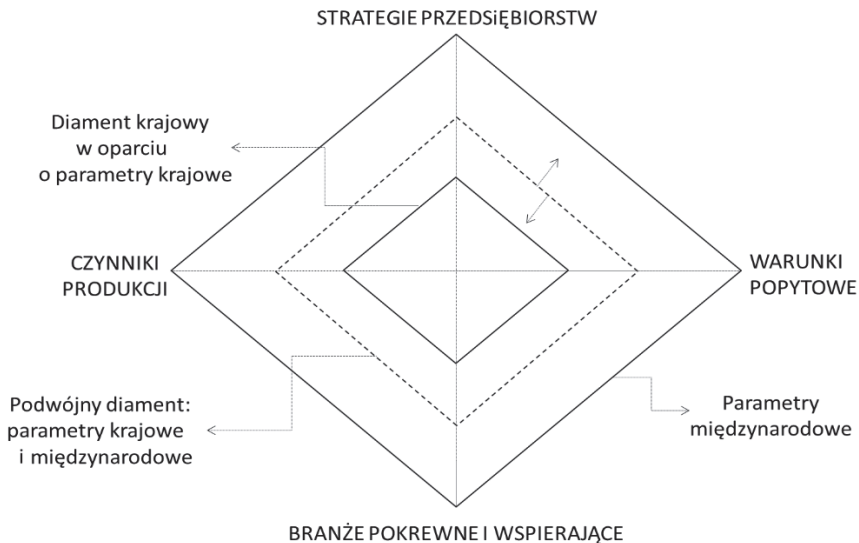 STRATEGIE PRZEDSiĘBIORSTW
Diament krajowy
w oparciu
o parametry krajowe
CZYNNIKI
PRODUKCJI
WARUNKI
POPYTOWE
Podwójny diament:
parametry krajowe
i międzynarodowe
Parametry
międzynarodowe
BRANŻE POKREWNE I WSPIERAJĄCE